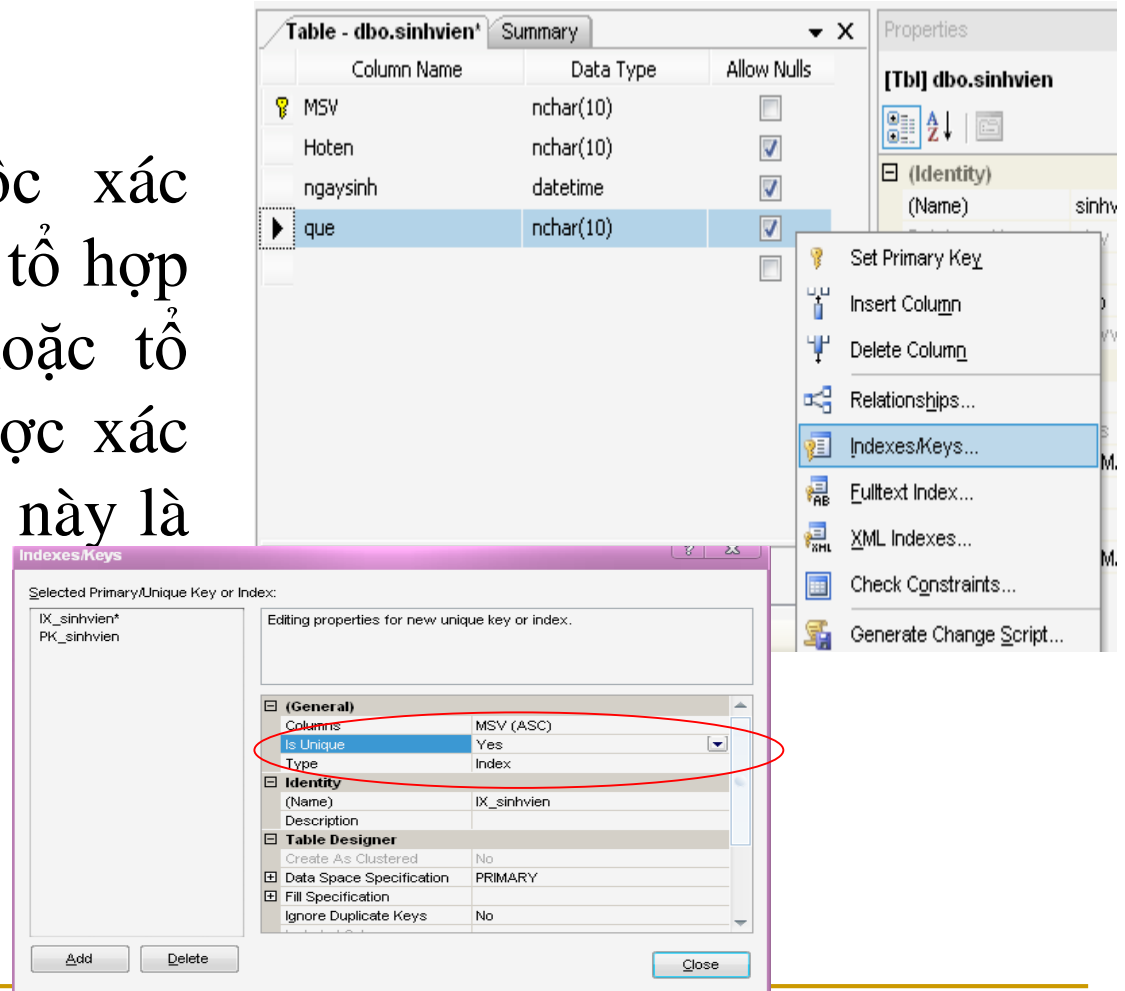 ộc xác
tổ hợp
oặc tổ
ợc xác
này là
Table - dbo.sinhvien* Summary
Column Name Data Type Allow Nulls
MSV nchar(10)
Hoten nchar(10)
ngaysinh datetime
que nchar(10)
Properties
[Tbl] dbo.sinhvien
(Identity)
(Name) sinhv
Set Primary Key
Insert Column
Delete Column
Relationships...
Indexes/Keys...
Fulltext Index...
XML Indexes...
Check Constraints...
Generate Change Script...
Indexes/Keys
Selected Primary/Unique Key or Index:
IX_sinhvien*
PK_sinhvien
Editing properties for new unique key or index.
(General)
Columns MSV (ASC)
Is Unique Yes
Type Index
Identity
(Name) IX_sinhvien
Description
Table Designer
Create As Clustered No
Data Space Specification PRIMARY
Fill Specification
Ignore Duplicate Keys No
Add Delete Close